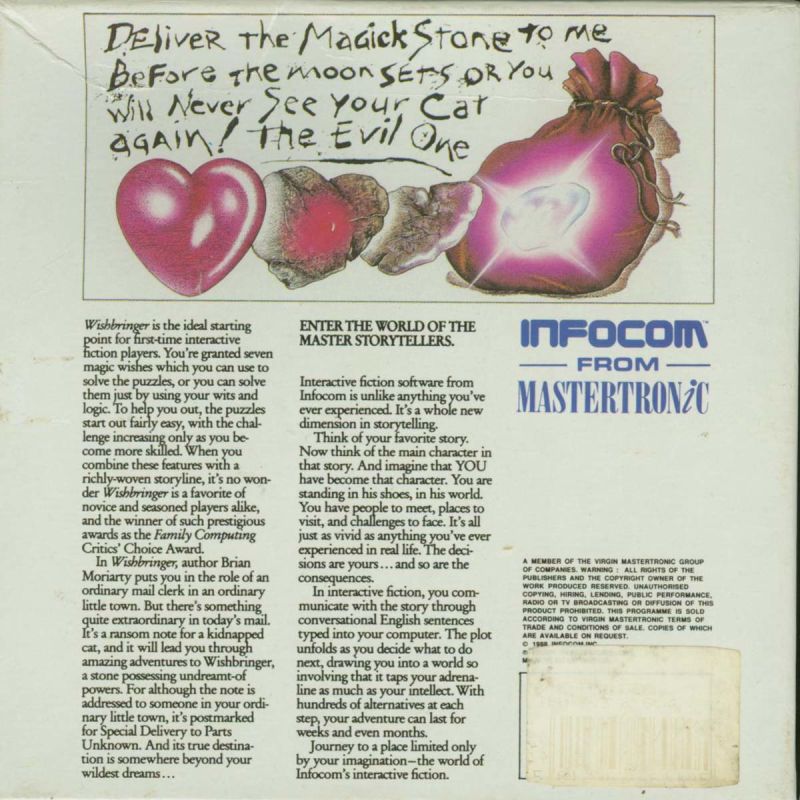 Deliver the Magick Stone to me
Before the moon sets or you
Will Never See Your Cat
again! The Evil One
Wishbringer is the ideal starting
point for first-time interactive
fiction players. You're granted seven
magic wishes which you can use to
solve the puzzles, or you can solve
them just by using your wits and
logic. To help you out, the puzzles
start out fairly easy, with the chal-
lenge increasing only as you be-
come more skilled. When you
combine these features with a
richly-woven storyline, it's no won-
der Wishbringer is a favorite of
novice and seasoned players alike,
and the winner of such prestigious
awards as the Family Computing
Critics' Choice Award.
In Wishbringer, author Brian
Moriarty puts you in the role of an
ordinary mail clerk in an ordinary
little town. But there's something
quite extraordinary in today's mail.
It's a ransom note for a kidnapped
cat, and it will lead you through
amazing adventures to Wishbringer,
a stone possessing undreamt-of
powers. For although the note is
addressed to someone in your ordi-
nary little town, it's postmarked
for Special Delivery to Parts
Unknown. And its true destina-
tion is somewhere beyond your
wildest dreams...
ENTER THE WORLD OF THE
MASTER STORYTELLERS.
Interactive fiction software from
Infocom is unlike anything you've
ever experienced. It's a whole new
dimension in storytelling.
Think of your favorite story.
Now think of the main character in
that story. And imagine that YOU
have become that character. You are
standing in his shoes, in his world.
You have people to meet, places to
visit, and challenges to face. It's all
just as vivid as anything you've ever
experienced in real life. The deci-
sions are yours...and so are the
consequences.
In interactive fiction, you com-
municate with the story through
conversational English sentences
typed into your computer. The plot
unfolds as you decide what to do
next, drawing you into a world so
involving that it taps your adrena-
line as much as your intellect. With
hundreds of alternatives at each
step, your adventure can last for
weeks and even months.
Journey to a place limited only
by your imagination—the world of
Infocom's interactive fiction.
INFOCOM™
FROM
MASTERTRONiC
A MEMBER OF THE VIRGIN MASTERTRONIC GROUP
OF COMPANIES. WARNING : ALL RIGHTS OF THE
PUBLISHERS AND THE COPYRIGHT OWNER OF THE
WORK PRODUCED RESERVED. UNAUTHORISED
COPYING, HIRING, LENDING, PUBLIC PERFORMANCE,
RADIO OR TV BROADCASTING OR DIFFUSION OF THIS
PRODUCT PROHIBITED. THIS PROGRAMME IS SOLD
ACCORDING TO VIRGIN MASTERTRONIC TERMS OF
TRADE AND CONDITIONS OF SALE. COPIES OF WHICH
ARE AVAILABLE ON REQUEST.
© 1988 INFOCOM INC